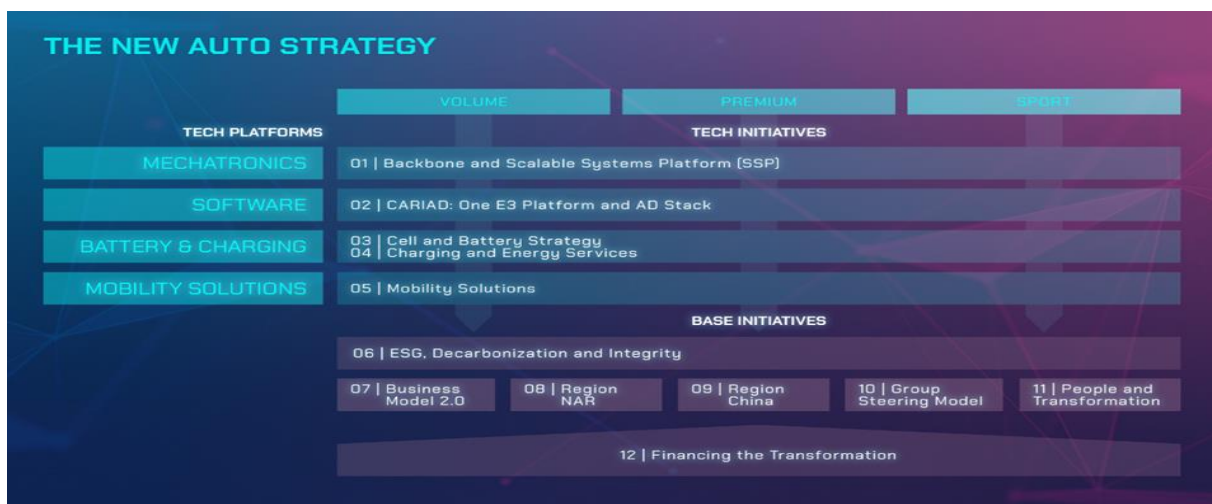 THE NEW AUTO STRATEGY
VOLUME
PREMIUM
SPORT
TECH PLATFORMS
TECH INITIATIVES
MECHATRONICS
01 | Backbone and Scalable Systems Platform (SSP)
SOFTWARE
02 | CARIAD: One E3 Platform and AD Stack
BATTERY & CHARGING
03 | Cell and Battery Strategy
04 | Charging and Energy Services
MOBILITY SOLUTIONS
05 | Mobility Solutions
BASE INITIATIVES
06 | ESG, Decarbonization and Integrity
07 | Business
Model 2.0
08 | Region
NAR
09 | Region
China
10 | Group
Steering Model
11 | People and
Transformation
12 | Financing the Transformation